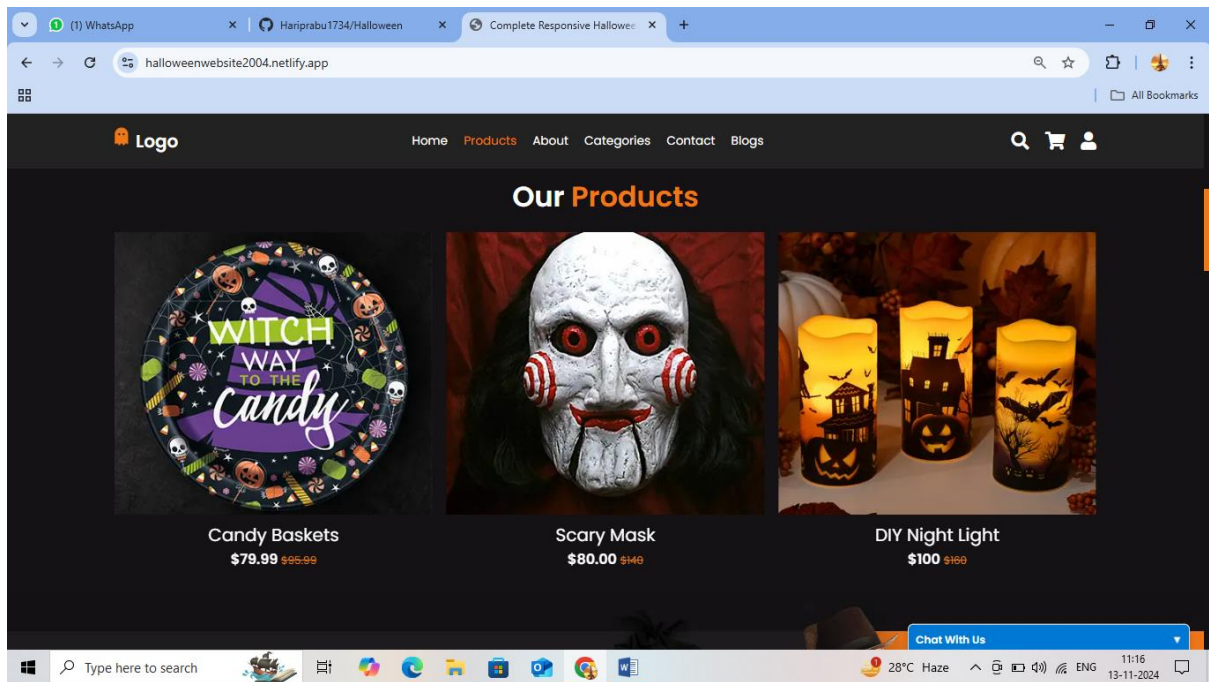 (1) WhatsApp
Hariprabu1734/Halloween
Complete Responsive Hallowee
halloweenwebsite2004.netlify.app
All Bookmarks
Logo
Home Products About Categories Contact Blogs
Our Products
WITCH
WAY
TO THE
Candy
Candy Baskets
$79.99 $95.99
Scary Mask
$80.00 $140
DIY Night Light
$100 $160
Chat With Us
Type here to search
28°C Haze
ENG
11:16
13-11-2024